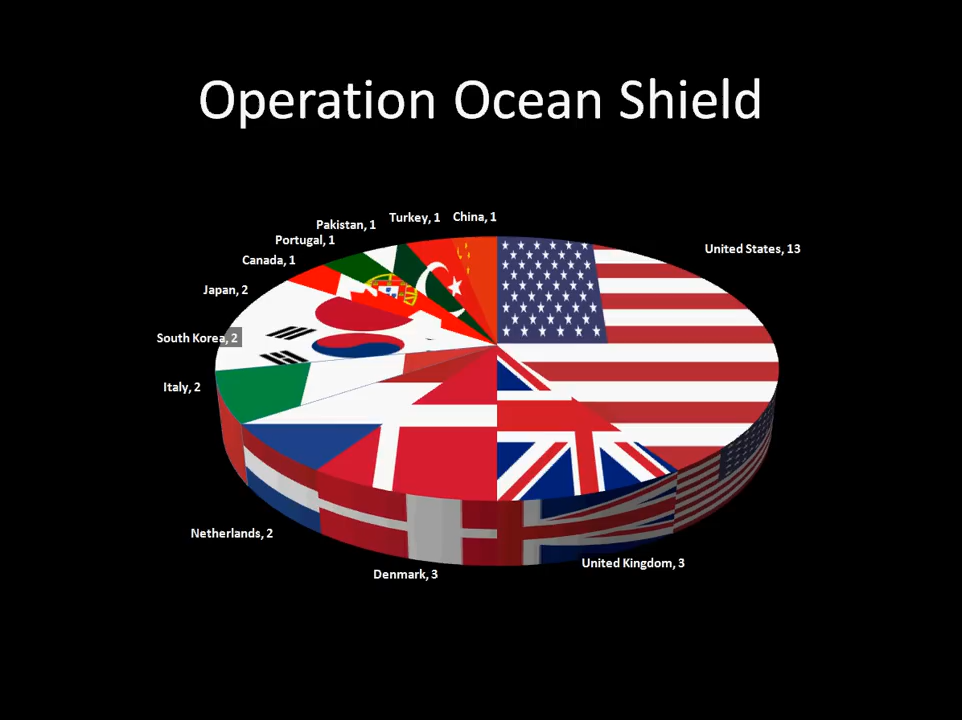 Operation Ocean Shield
United States, 13
United Kingdom, 3
Denmark, 3
Netherlands, 2
Italy, 2
South Korea, 2
Japan, 2
Canada, 1
Portugal, 1
Pakistan, 1
Turkey, 1
China, 1